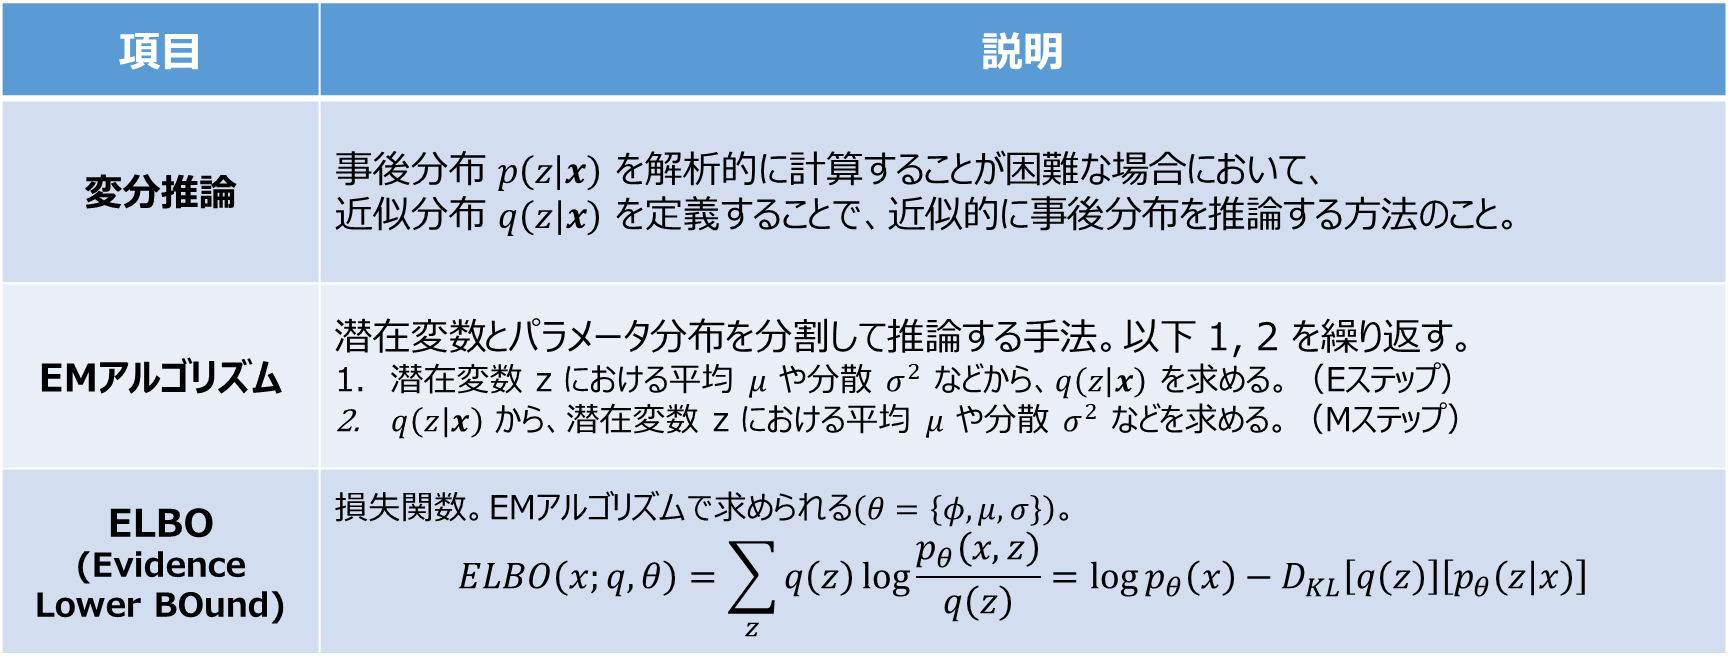 項目
説明
変分推論
事後分布 p(z|x) を解析的に計算することが困難な場合において、
近似分布 q(z|x) を定義することで、近似的に事後分布を推論する方法のこと。
EMアルゴリズム
潜在変数とパラメータ分布を分割して推論する手法。以下 1, 2 を繰り返す。
1. 潜在変数 z における平均 μ や分散 σ² などから、q(z|x) を求める。（Eステップ）
2. q(z|x) から、潜在変数 z における平均 μ や分散 σ² などを求める。（Mステップ）
ELBO
(Evidence
Lower BOund)
損失関数。EMアルゴリズムで求められる(θ = {ϕ, μ, σ})。
ELBO(x; q, θ) = ∑_z q(z) log p_θ(x, z)/q(z) = log p_θ(x) − D_KL[q(z)][p_θ(z|x)]